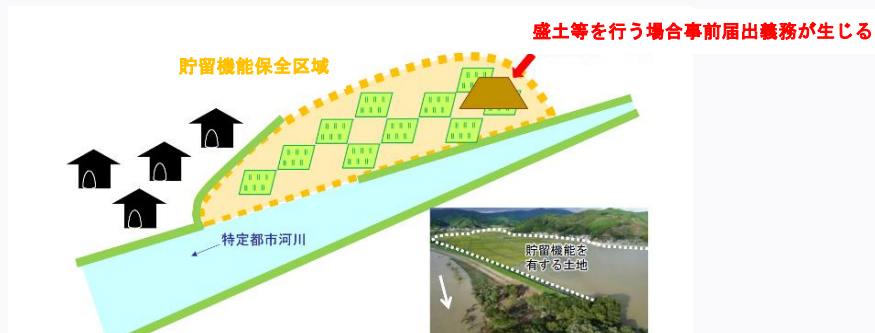 盛土等を行う場合事前届出義務が生じる
貯留機能保全区域
特定都市河川
貯留機能を
有する土地